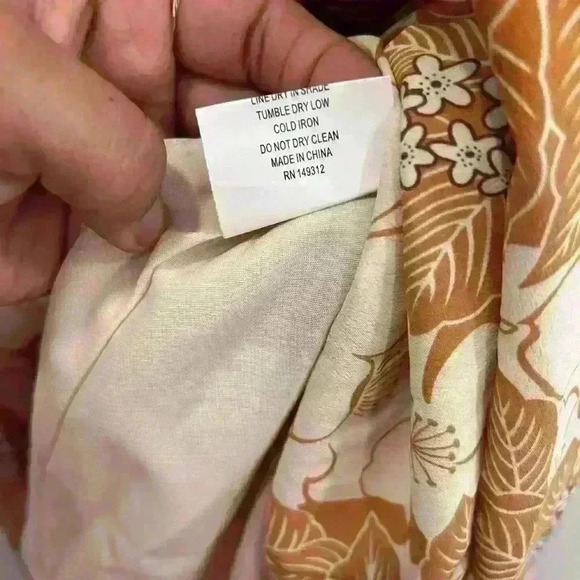 LINE DRY IN SHADE
TUMBLE DRY LOW
COLD IRON
DO NOT DRY CLEAN
MADE IN CHINA
RN 149312